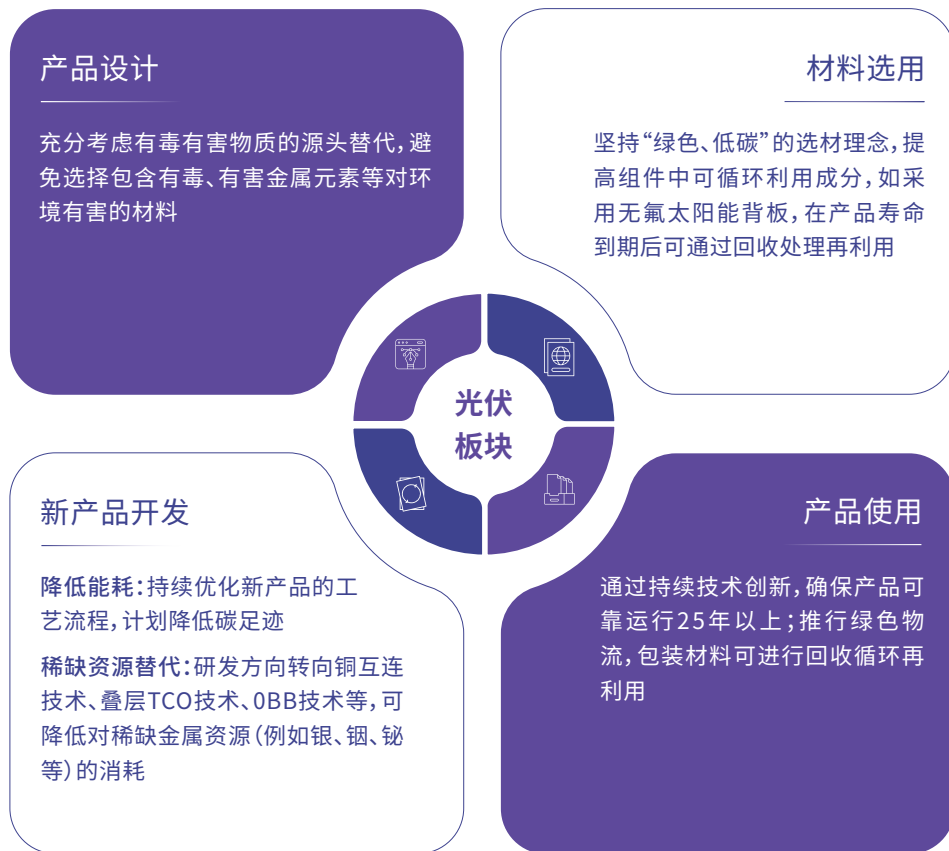 产品设计
充分考虑有毒有害物质的源头替代，避
免选择包含有毒、有害金属元素等对环
境有害的材料
材料选用
坚持“绿色、低碳”的选材理念，提
高组件中可循环利用成分，如采
用无氟太阳能背板，在产品寿命
到期后可通过回收处理再利用
光伏
板块
新产品开发
降低能耗：持续优化新产品的工
艺流程，计划降低碳足迹
稀缺资源替代：研发方向转向铜互连
技术、叠层TCO技术、0BB技术等，可
降低对稀缺金属资源（例如银、铟、铋
等）的消耗
产品使用
通过持续技术创新，确保产品可
靠运行25年以上；推行绿色物
流，包装材料可进行回收循环再
利用